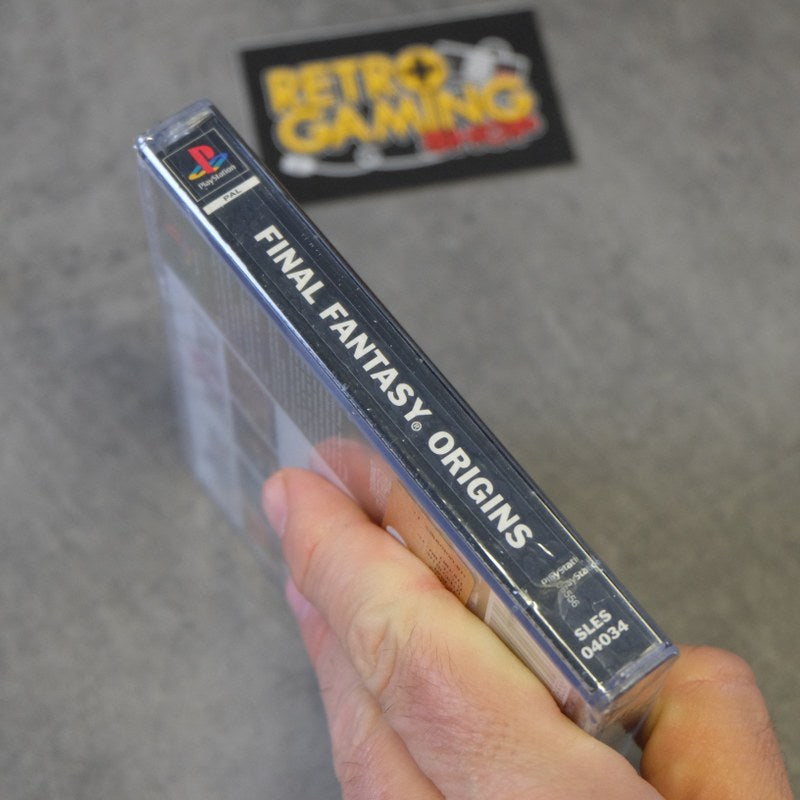 RETRO
GAMING
SHOP
PlayStation
PAL
FINAL FANTASY® ORIGINS
SLES
04034